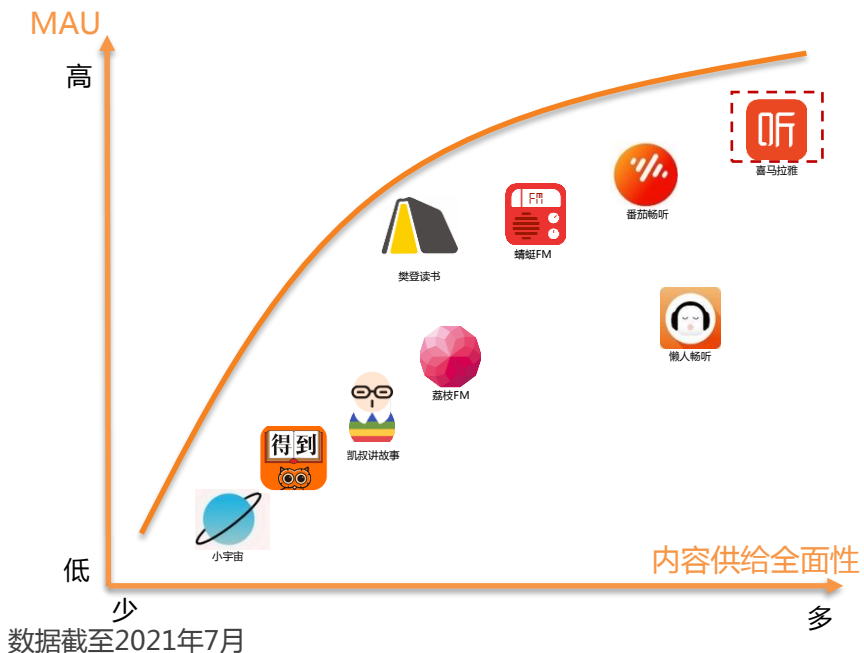 MAU
高
听
喜马拉雅
番茄畅听
FM
蜻蜓FM
樊登读书
懒人畅听
荔枝FM
凯叔讲故事
得到
小宇宙
内容供给全面性
低
少
多
数据截至2021年7月